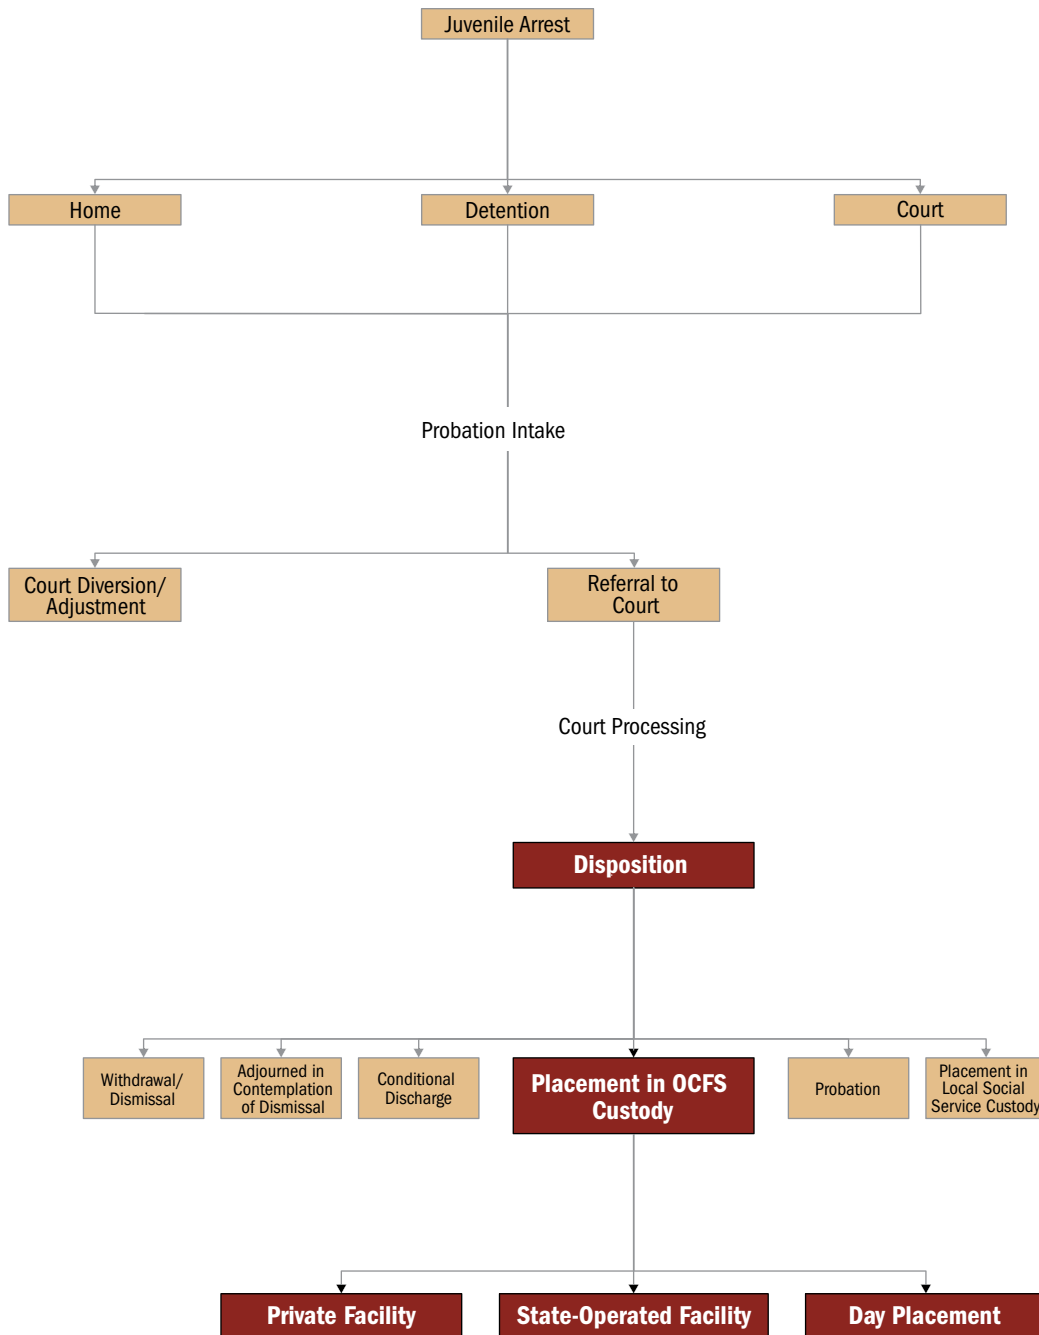 Juvenile Arrest
Home
Detention
Court
Probation Intake
Court Diversion/
Adjustment
Referral to
Court
Court Processing
Disposition
Withdrawal/
Dismissal
Adjourned in
Contemplation
of Dismissal
Conditional
Discharge
Placement in OCFS
Custody
Probation
Placement in
Local Social
Service Custody
Private Facility
State-Operated Facility
Day Placement